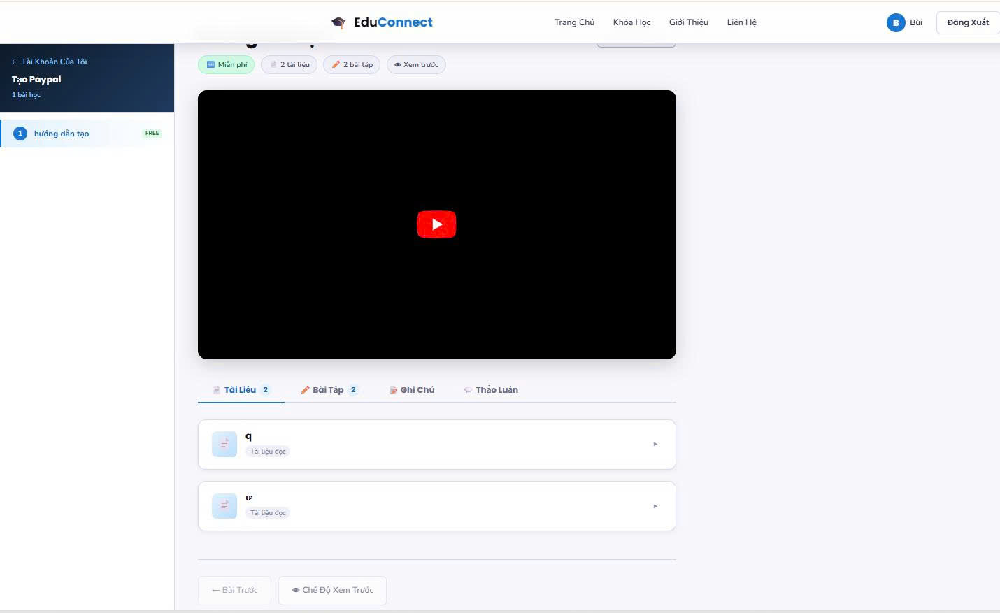 EduConnect
Trang Chủ Khóa Học Giới Thiệu Liên Hệ
B Bùi Đăng Xuất
← Tài Khoản Của Tôi
Tạo Paypal
1 bài học
1 hướng dẫn tạo FREE
Miễn phí 2 tài liệu 2 bài tập Xem trước
Tài Liệu 2 Bài Tập 2 Ghi Chú Thảo Luận
q
Tài liệu đọc
ư
Tài liệu đọc
← Bài Trước Chế Độ Xem Trước